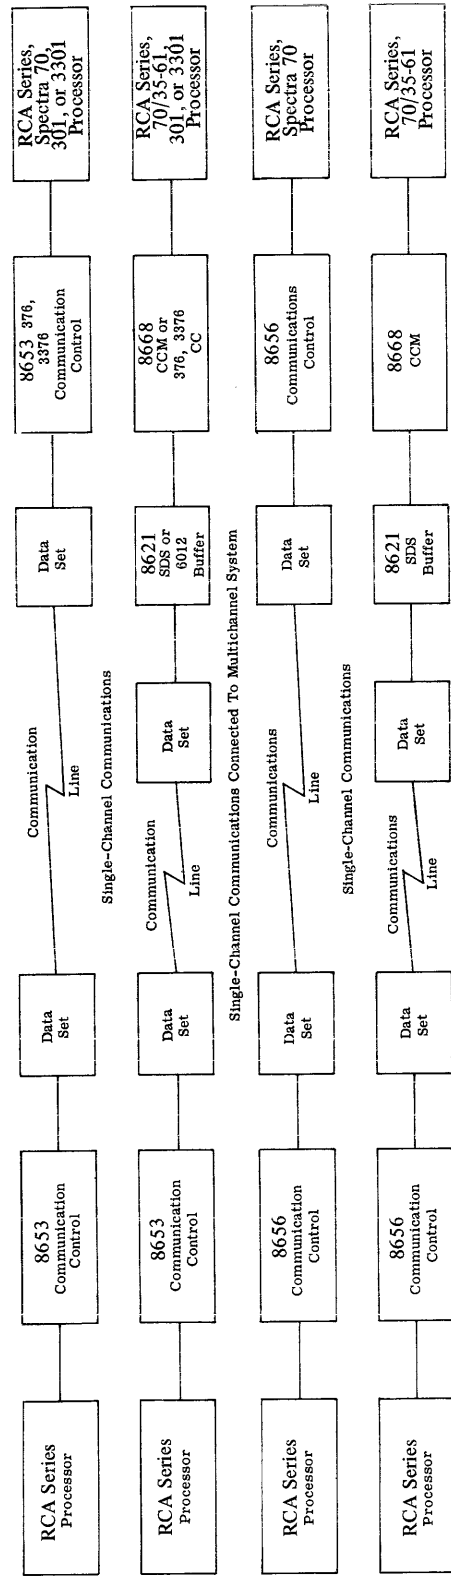 RCA Series
Processor
8653
Communication
Control
Data
Set
Communication
Line
Data
Set
8653 376,
3376
Communication
Control
RCA Series,
Spectra 70,
301, or 3301
Processor
Single-Channel Communications
RCA Series
Processor
8653
Communication
Control
Data
Set
Communication
Line
Data
Set
8621
SDS or
6012
Buffer
8668
CCM or
376, 3376
CC
RCA Series,
70/35-61,
301, or 3301
Processor
Single-Channel Communications Connected To Multichannel System
RCA Series
Processor
8656
Communication
Control
Data
Set
Communications
Line
Data
Set
8656
Communications
Control
RCA Series,
Spectra 70
Processor
Single-Channel Communications
RCA Series
Processor
8656
Communication
Control
Data
Set
Communications
Line
Data
Set
8621
SDS
Buffer
8668
CCM
RCA Series,
70/35-61
Processor